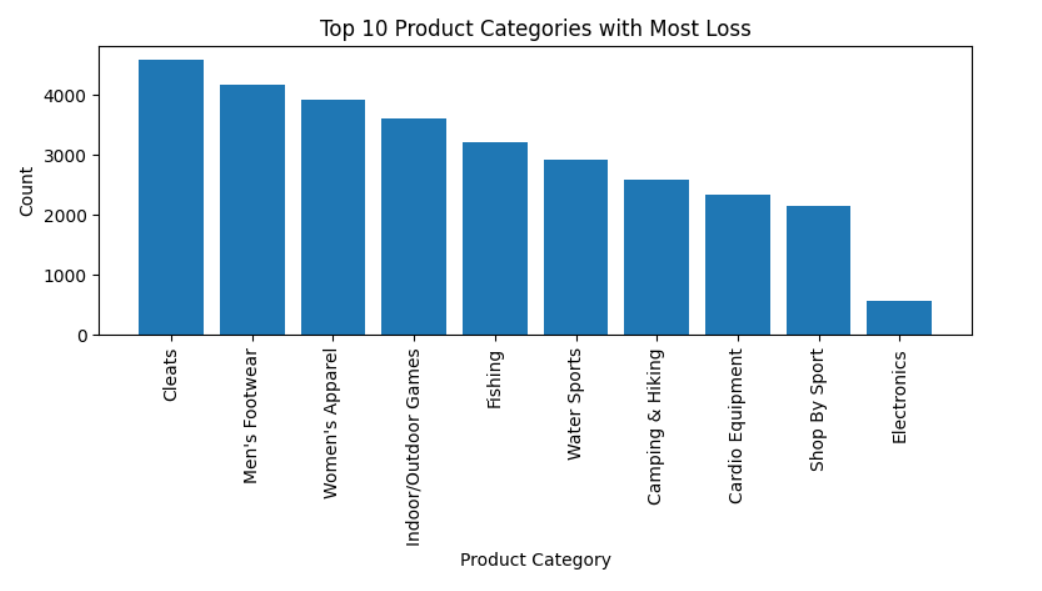 Top 10 Product Categories with Most Loss
Count
4000
3000
2000
1000
0
Cleats
Men's Footwear
Women's Apparel
Indoor/Outdoor Games
Fishing
Water Sports
Camping & Hiking
Cardio Equipment
Shop By Sport
Electronics
Product Category